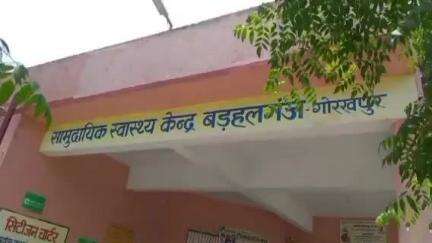 सामुदायिक स्वास्थ्य केन्द्र बड़हलगंज-गोरखपुर
सिटीजन चार्टर